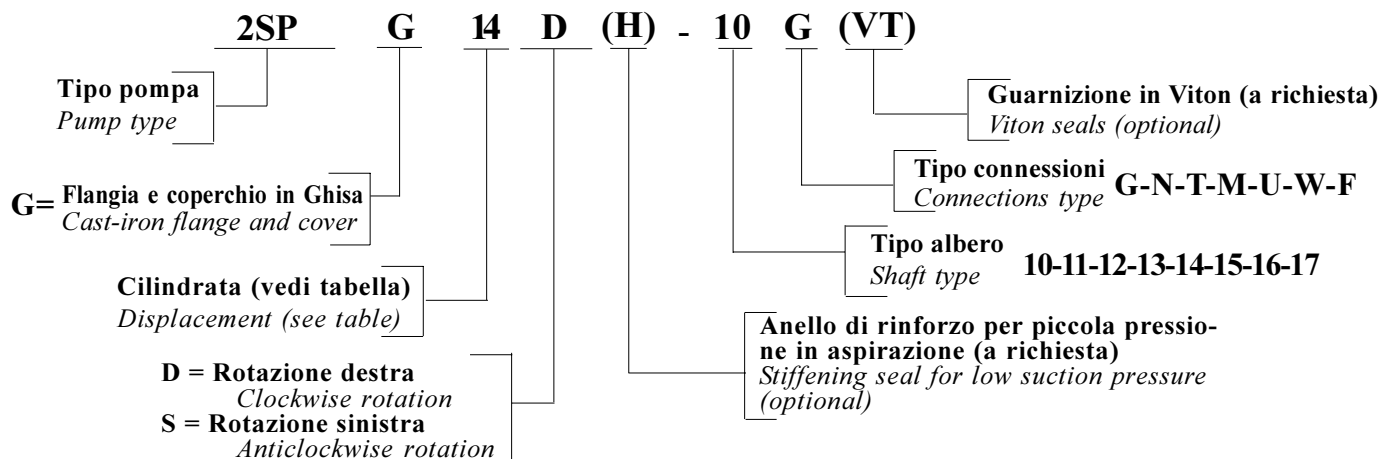 2SP G 14 D (H) - 10 G (VT)
Tipo pompa
Pump type
G= Flangia e coperchio in Ghisa
Cast-iron flange and cover
Cilindrata (vedi tabella)
Displacement (see table)
D = Rotazione destra
Clockwise rotation
S = Rotazione sinistra
Anticlockwise rotation
Guarnizione in Viton (a richiesta)
Viton seals (optional)
Tipo connessioni
Connections type
G-N-T-M-U-W-F
Tipo albero
Shaft type
10-11-12-13-14-15-16-17
Anello di rinforzo per piccola pressio-
ne in aspirazione (a richiesta)
Stiffening seal for low suction pressure
(optional)